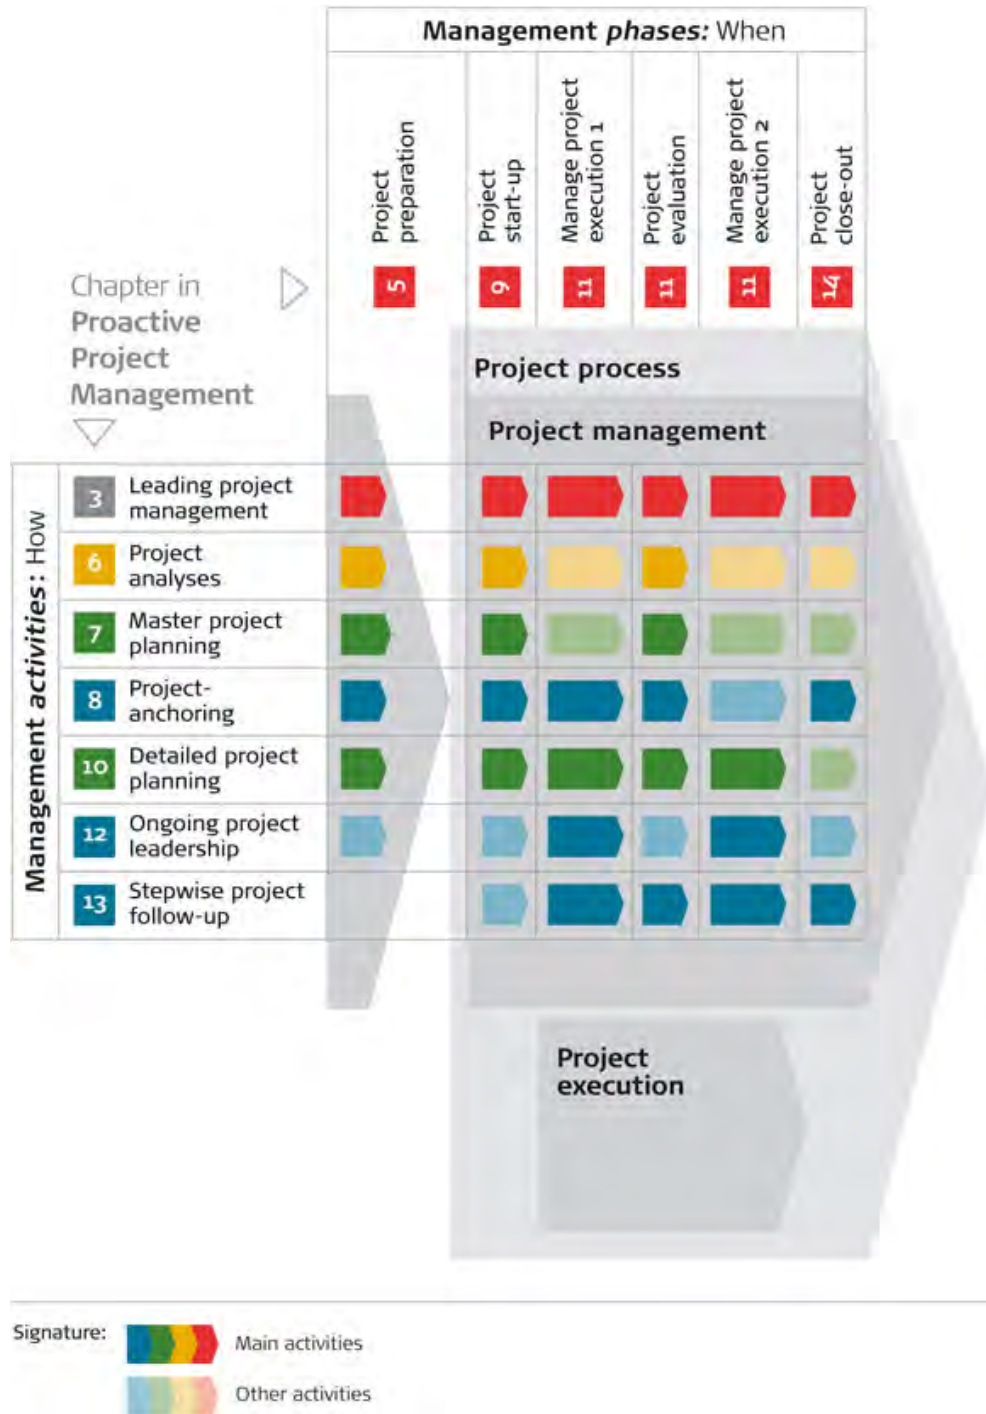 Management phases: When
Project
preparation
Project
start-up
Manage project
execution 1
Project
evaluation
Manage project
execution 2
Project
close-out
5
9
11
11
11
14
Chapter in
Proactive
Project
Management
Project process
Project management
Management activities: How
3 Leading project
management
6 Project
analyses
7 Master project
planning
8 Project-
anchoring
10 Detailed project
planning
12 Ongoing project
leadership
13 Stepwise project
follow-up
Project
execution
Signature:
Main activities
Other activities